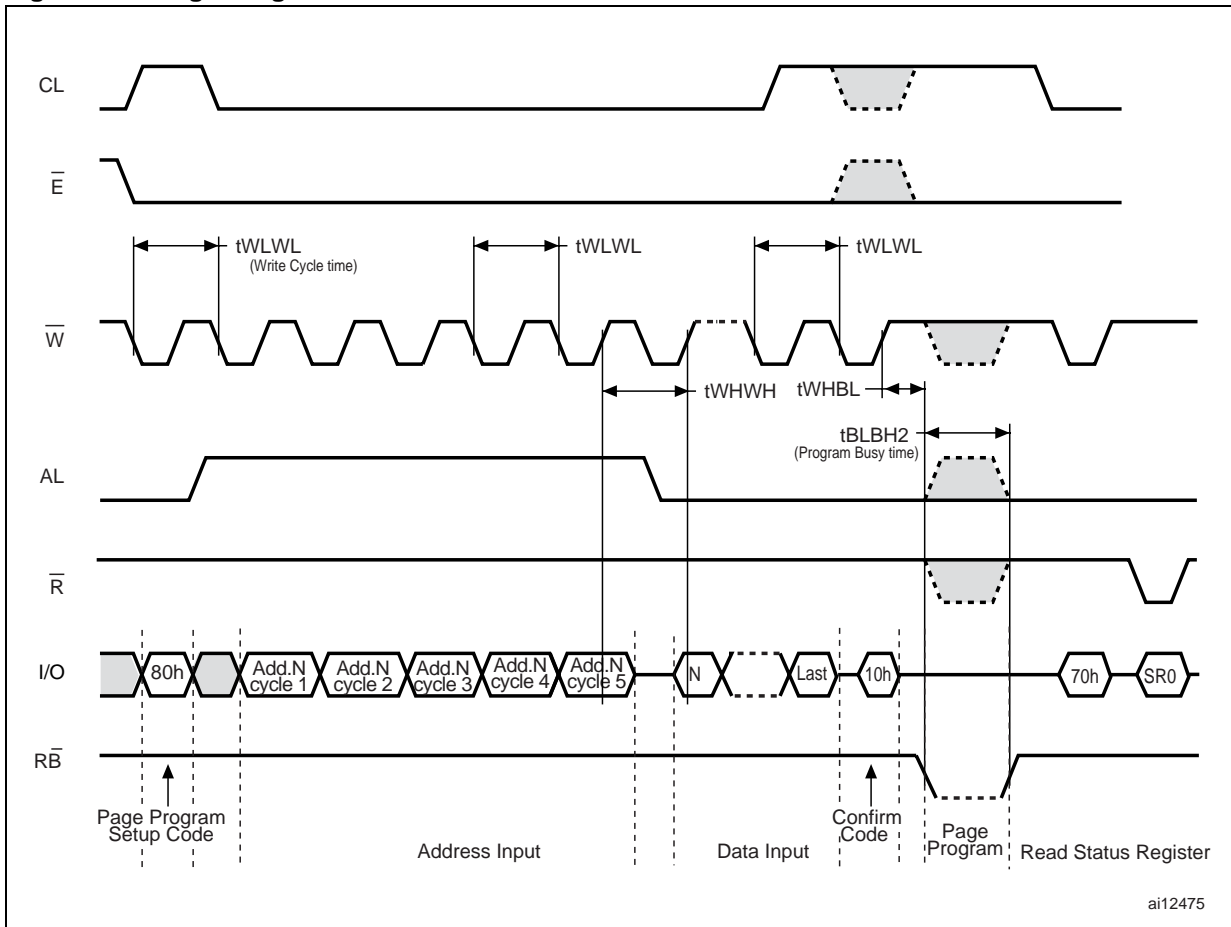 CL
E
tWLWL
(Write Cycle time)
tWLWL
tWLWL
W
tWHWH
tWHBL
tBLBH2
(Program Busy time)
AL
R
I/O
80h
Add.N
cycle 1
Add.N
cycle 2
Add.N
cycle 3
Add.N
cycle 4
Add.N
cycle 5
N
Last
10h
70h
SR0
RB
Page Program
Setup Code
Address Input
Data Input
Confirm
Code
Page
Program
Read Status Register
ai12475